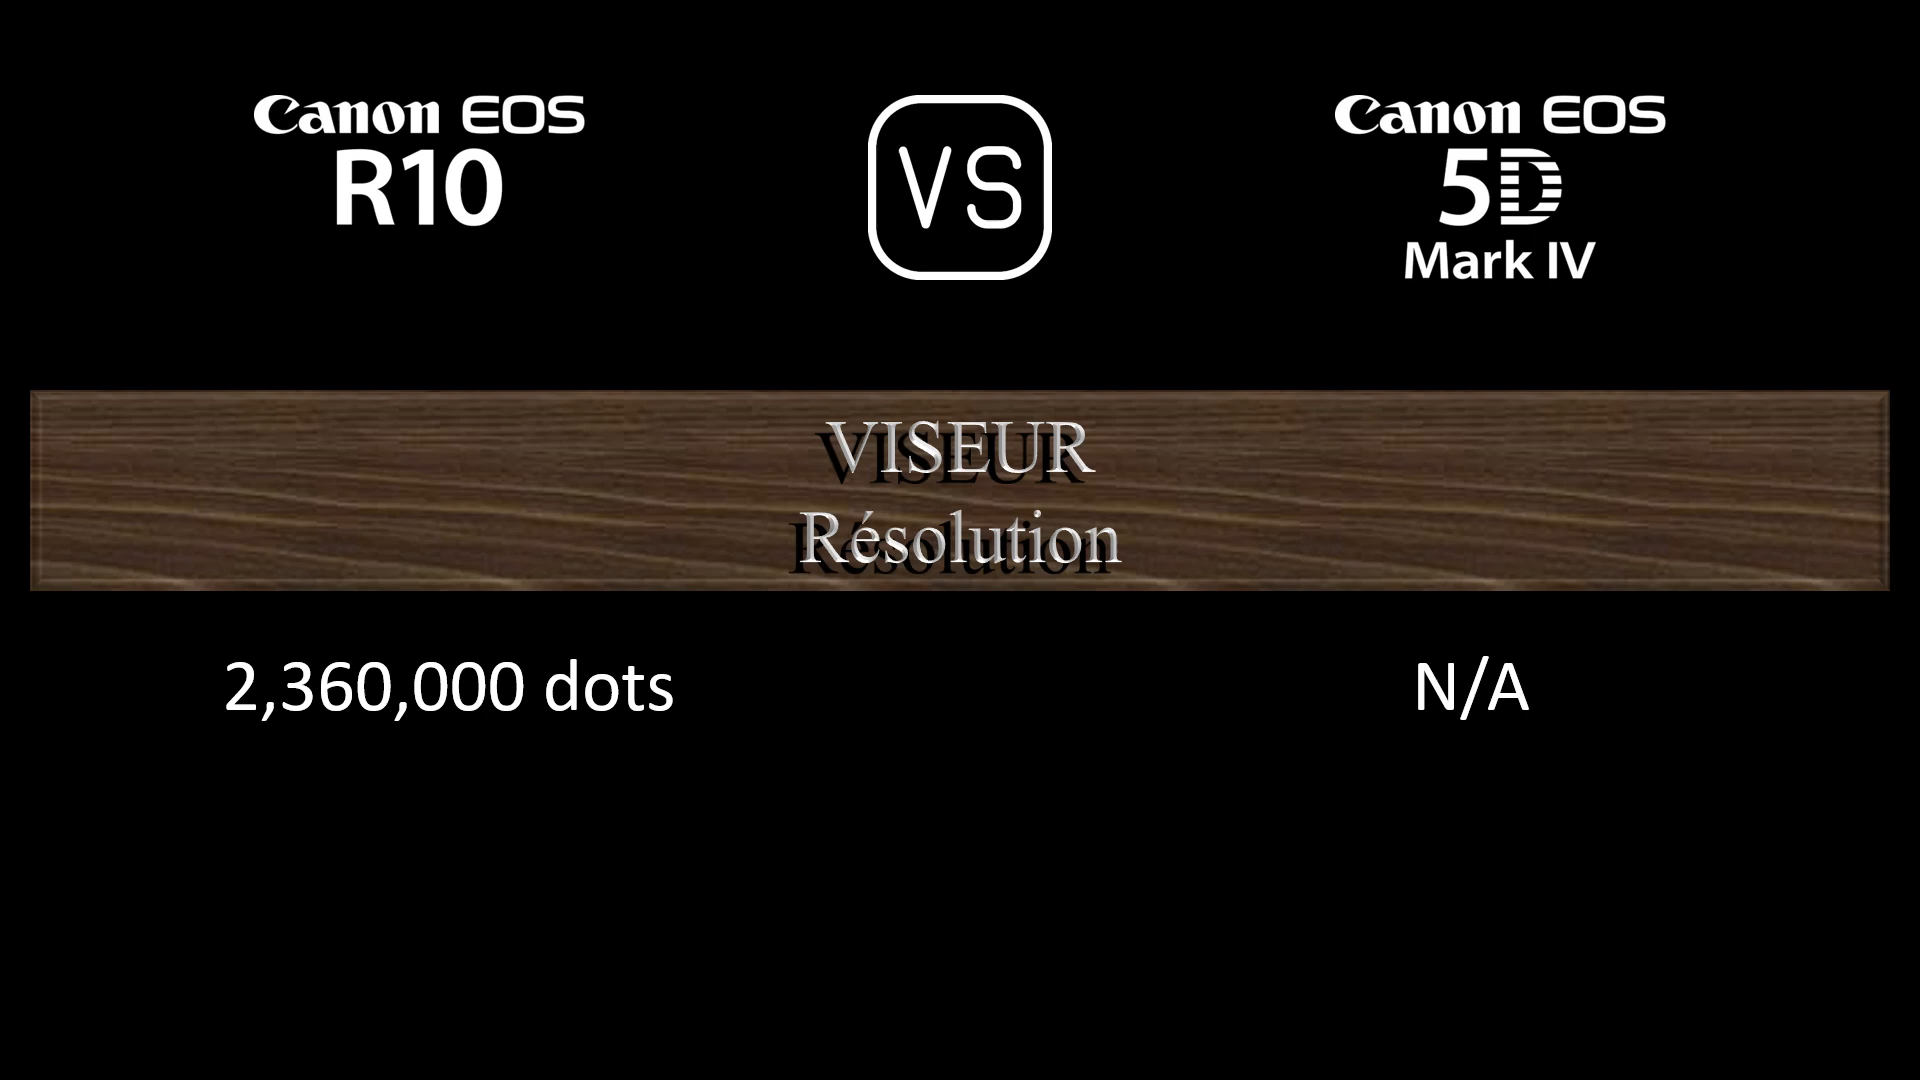 Canon EOS
R10
VS
Canon EOS
5D
Mark IV
VISEUR
Résolution
2,360,000 dots
N/A